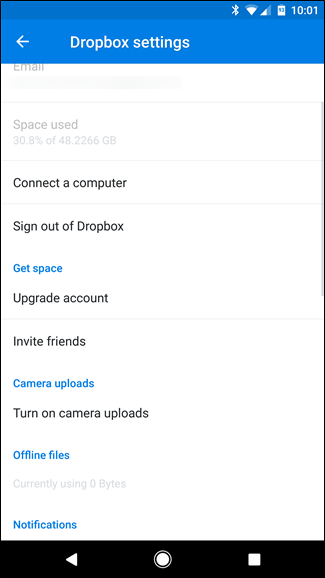 10:01
Dropbox settings
Email
Space used
30.8% of 48.2266 GB
Connect a computer
Sign out of Dropbox
Get space
Upgrade account
Invite friends
Camera uploads
Turn on camera uploads
Offline files
Currently using 0 Bytes
Notifications